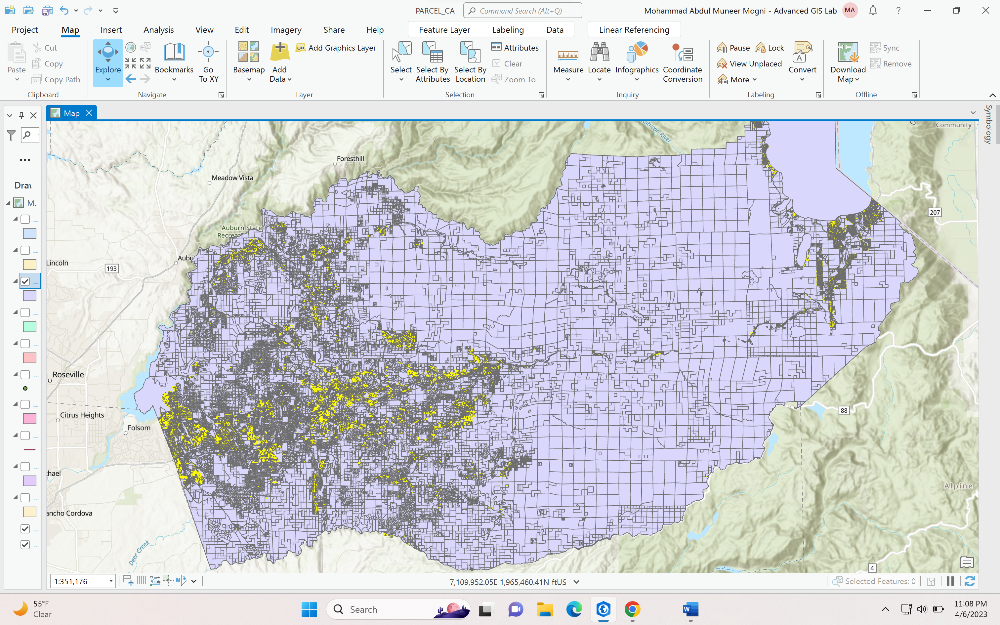 PARCEL_CA
Command Search (Alt+Q)
Mohammad Abdul Muneer Mogni - Advanced GIS Lab
MA
?
Project
Map
Insert
Analysis
View
Edit
Imagery
Share
Help
Feature Layer
Labeling
Data
Linear Referencing
Paste
Cut
Copy
Copy Path
Clipboard
Explore
Bookmarks
Go
To XY
Navigate
Basemap
Add
Data
Add Graphics Layer
Layer
Select
Select By
Attributes
Select By
Location
Attributes
Clear
Zoom To
Selection
Measure
Locate
Infographics
Coordinate
Conversion
Inquiry
Pause
Lock
View Unplaced
More
A
Convert
Labeling
Download
Map
Sync
Remove
Offline
Map
Symbology
...
Drav
M.
...
...
...
...
...
...
...
...
...
...
...
...
Rubicon River
Community
Foresthill
Meadow Vista
207
Auburn State
Recreat
Lincoln
193
Aubu
Roseville
Citrus Heights
88
Folsom
chael
Alpine
ancho Cordova
Deer Creek
4
1:351,176
N
7,109,952.05E 1,965,460.41N ftUS
Selected Features: 0
55°F
Clear
Search
W
11:08 PM
4/6/2023